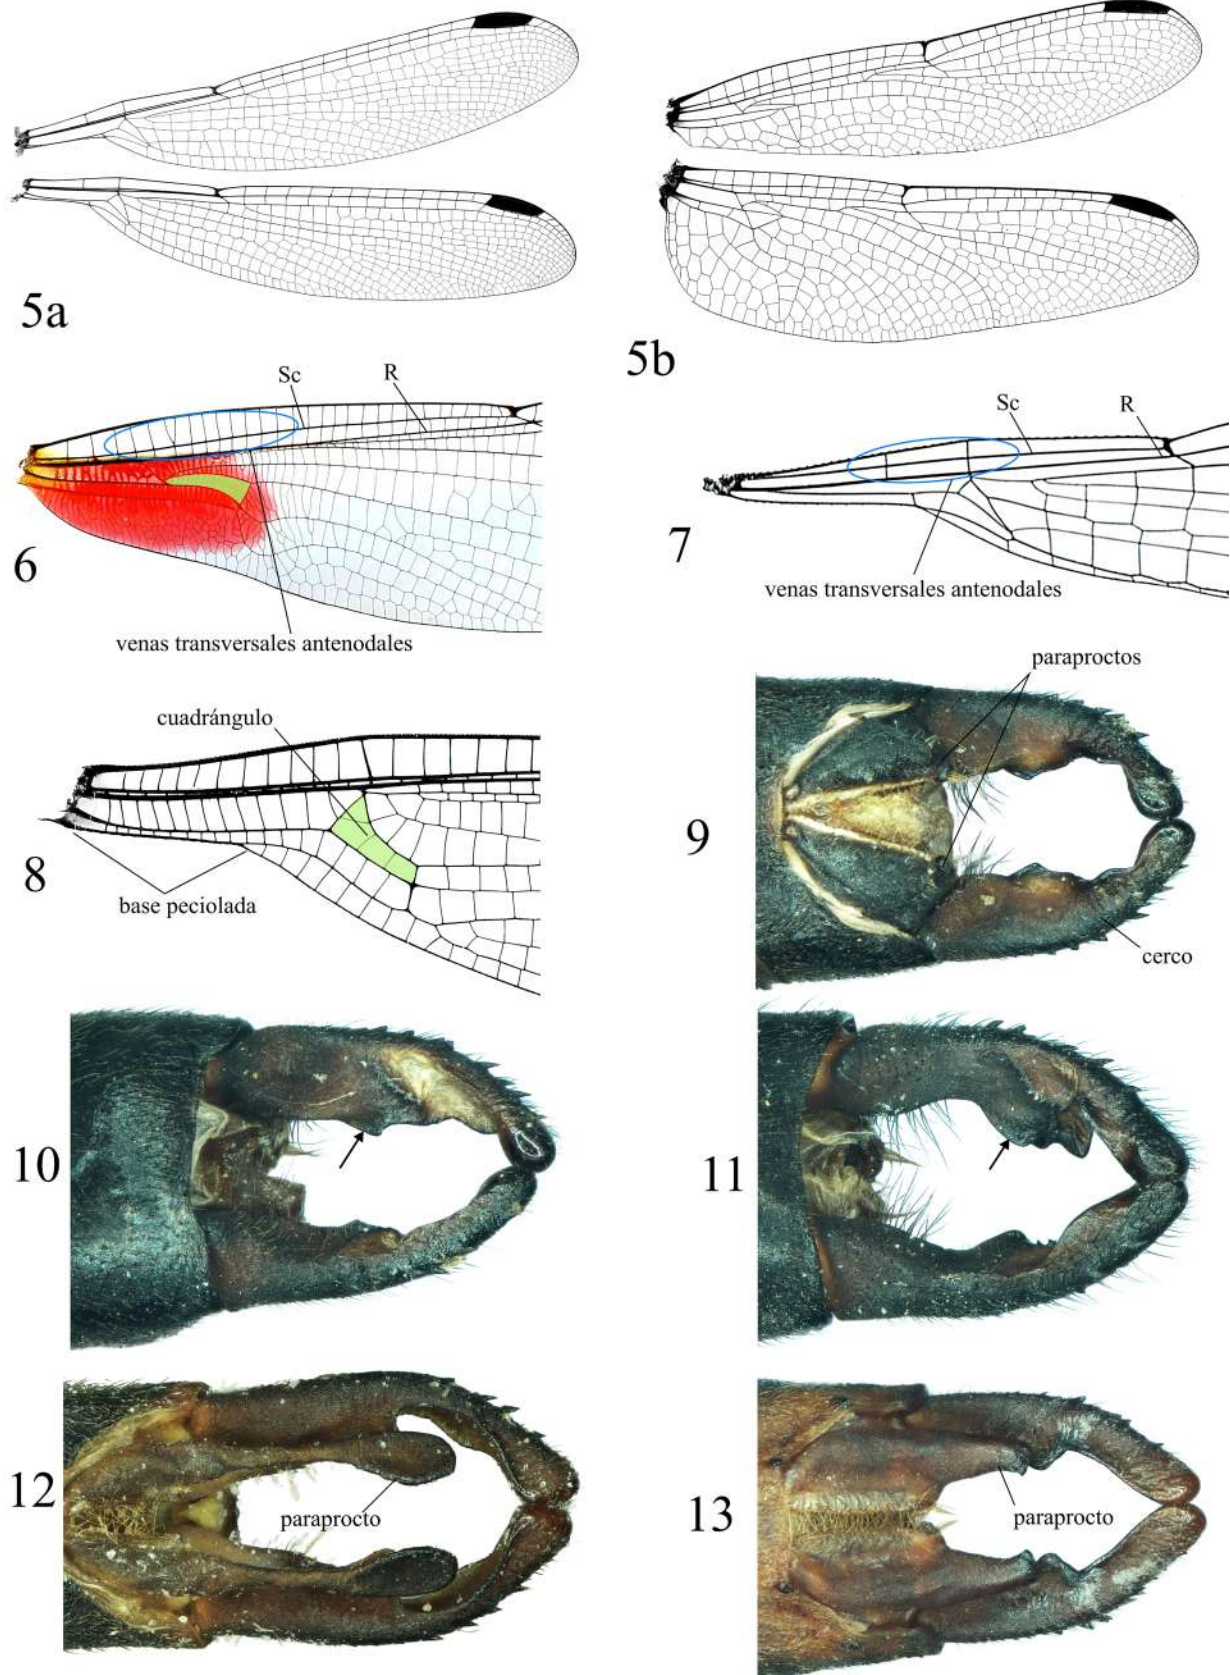 5a
5b
Sc
R
6
venas transversales antenodales
Sc
R
7
venas transversales antenodales
cuadrángulo
8
base peciolada
paraproctos
9
cerco
10
11
12
paraprocto
13
paraprocto